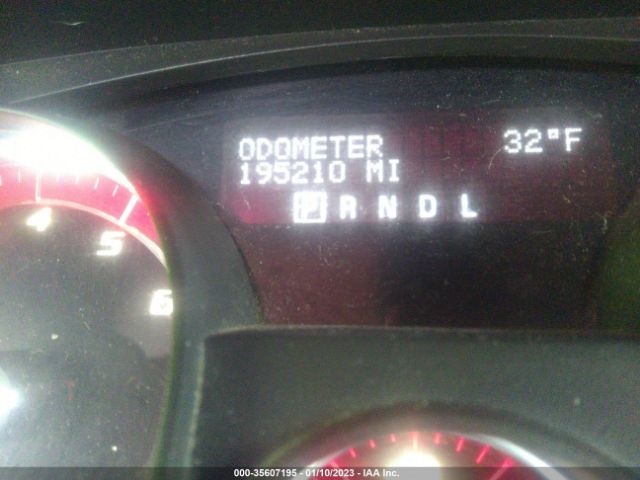 ODOMETER 32°F
195210 MI
P R N D L
4
5
6
000-35607195 - 01/10/2023 - IAA Inc.